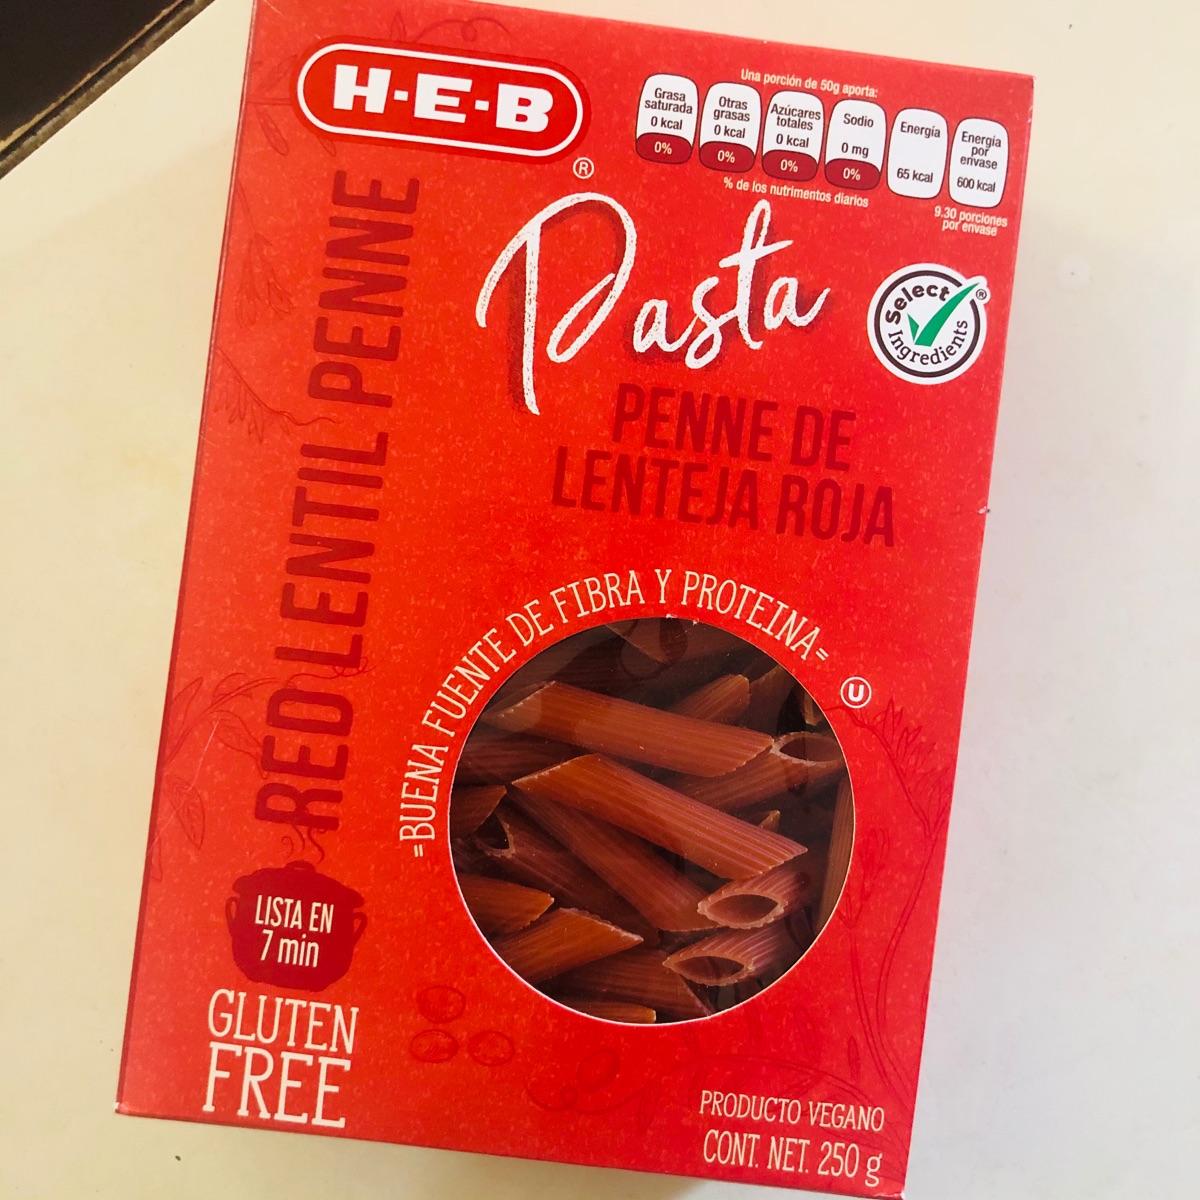 H-E-B
®
Una porción de 50g aporta:
Grasa
saturada
0 kcal
0%
Otras
grasas
0 kcal
0%
Azúcares
totales
0 kcal
0%
Sodio
0 mg
0%
Energía
65 kcal
Energía
por
envase
600 kcal
% de los nutrimentos diarios
9.30 porciones
por envase
Select
Ingredients
®
Pasta
PENNE DE
LENTEJA ROJA
RED LENTIL PENNE
=BUENA FUENTE DE FIBRA Y PROTEINA=
U
LISTA EN
7 min
GLUTEN
FREE
PRODUCTO VEGANO
CONT. NET. 250 g